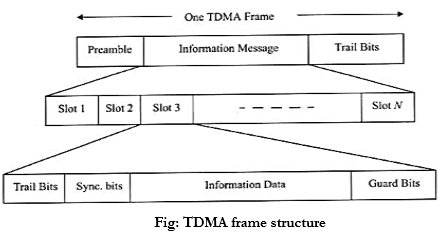 One TDMA Frame
Preamble Information Message Trail Bits
Slot 1 Slot 2 Slot 3 Slot N
Trail Bits Sync. bits Information Data Guard Bits
Fig: TDMA frame structure